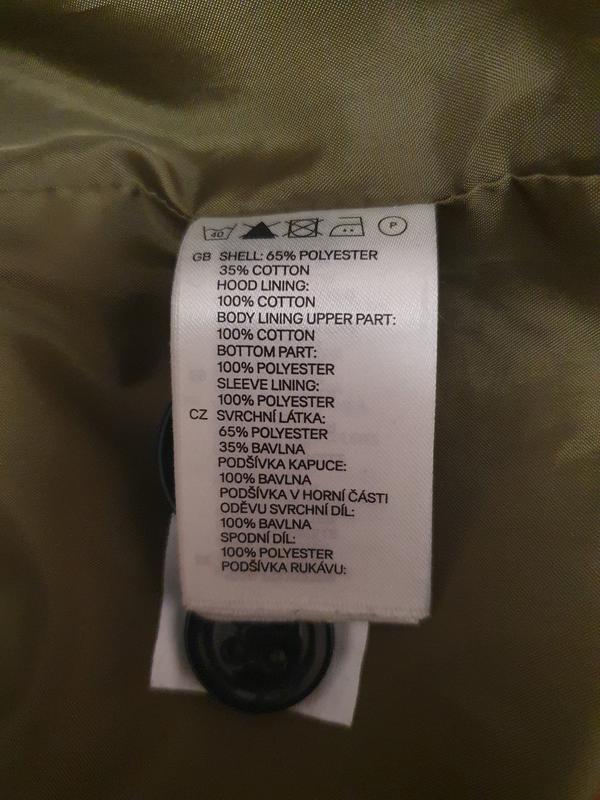 40 P
GB SHELL: 65% POLYESTER
35% COTTON
HOOD LINING:
100% COTTON
BODY LINING UPPER PART:
100% COTTON
BOTTOM PART:
100% POLYESTER
SLEEVE LINING:
100% POLYESTER
CZ SVRCHNÍ LÁTKA:
65% POLYESTER
35% BAVLNA
PODŠÍVKA KAPUCE:
100% BAVLNA
PODŠÍVKA V HORNÍ ČÁSTI
ODĚVU SVRCHNÍ DÍL:
100% BAVLNA
SPODNÍ DÍL:
100% POLYESTER
PODŠÍVKA RUKÁVU: